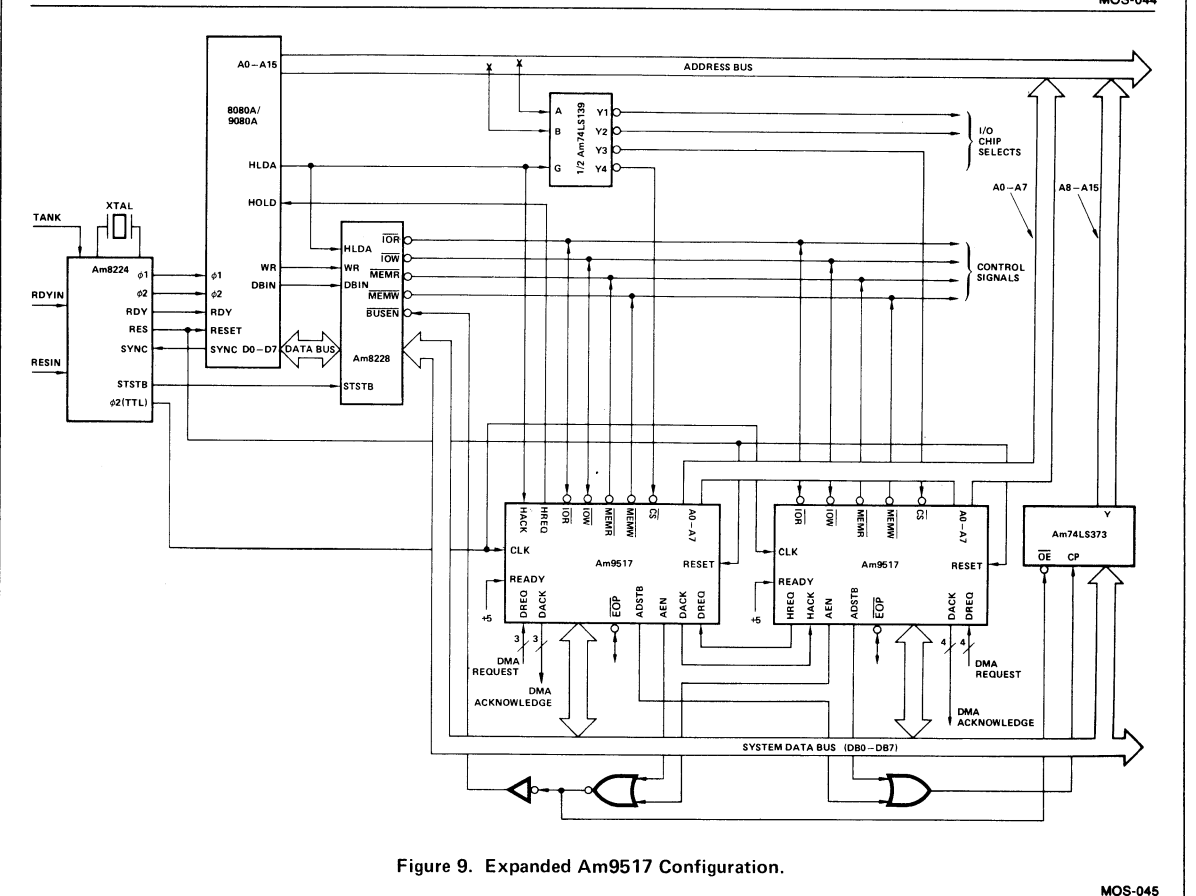 MOS-044
A0–A15
8080A/
9080A
HLDA
HOLD
WR
DBIN
ϕ1
ϕ2
RDY
RESET
SYNC D0–D7
ADDRESS BUS
A
B
G
1/2 Am74LS139
Y1
Y2
Y3
Y4
I/O
CHIP
SELECTS
A0–A7
A8–A15
TANK
XTAL
Am8224
RDYIN
RESIN
ϕ1
ϕ2
RDY
RES
SYNC
STSTB
ϕ2(TTL)
DATA BUS
HLDA
WR
DBIN
IOR
IOW
MEMR
MEMW
BUSEN
Am8228
STSTB
CONTROL
SIGNALS
HACK
HREQ
IOR
IOW
MEMR
MEMW
CS
A0–A7
CLK
Am9517
RESET
READY
+5
DREQ
DACK
EOP
ADSTB
AEN
DACK
DREQ
3
3
DMA
REQUEST
DMA
ACKNOWLEDGE
IOR
IOW
MEMR
MEMW
CS
A0–A7
CLK
Am9517
RESET
READY
+5
HREQ
HACK
AEN
ADSTB
EOP
DACK
DREQ
4
4
DMA
REQUEST
DMA
ACKNOWLEDGE
Y
Am74LS373
OE
CP
SYSTEM DATA BUS (DB0–DB7)
Figure 9. Expanded Am9517 Configuration.
MOS-045